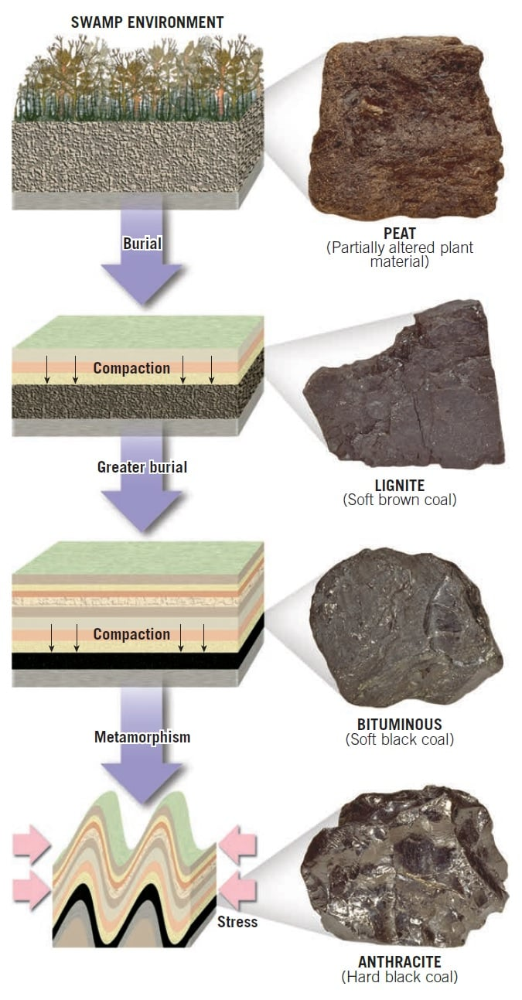 SWAMP ENVIRONMENT
PEAT
(Partially altered plant
material)
Burial
Compaction
LIGNITE
(Soft brown coal)
Greater burial
Compaction
BITUMINOUS
(Soft black coal)
Metamorphism
Stress
ANTHRACITE
(Hard black coal)